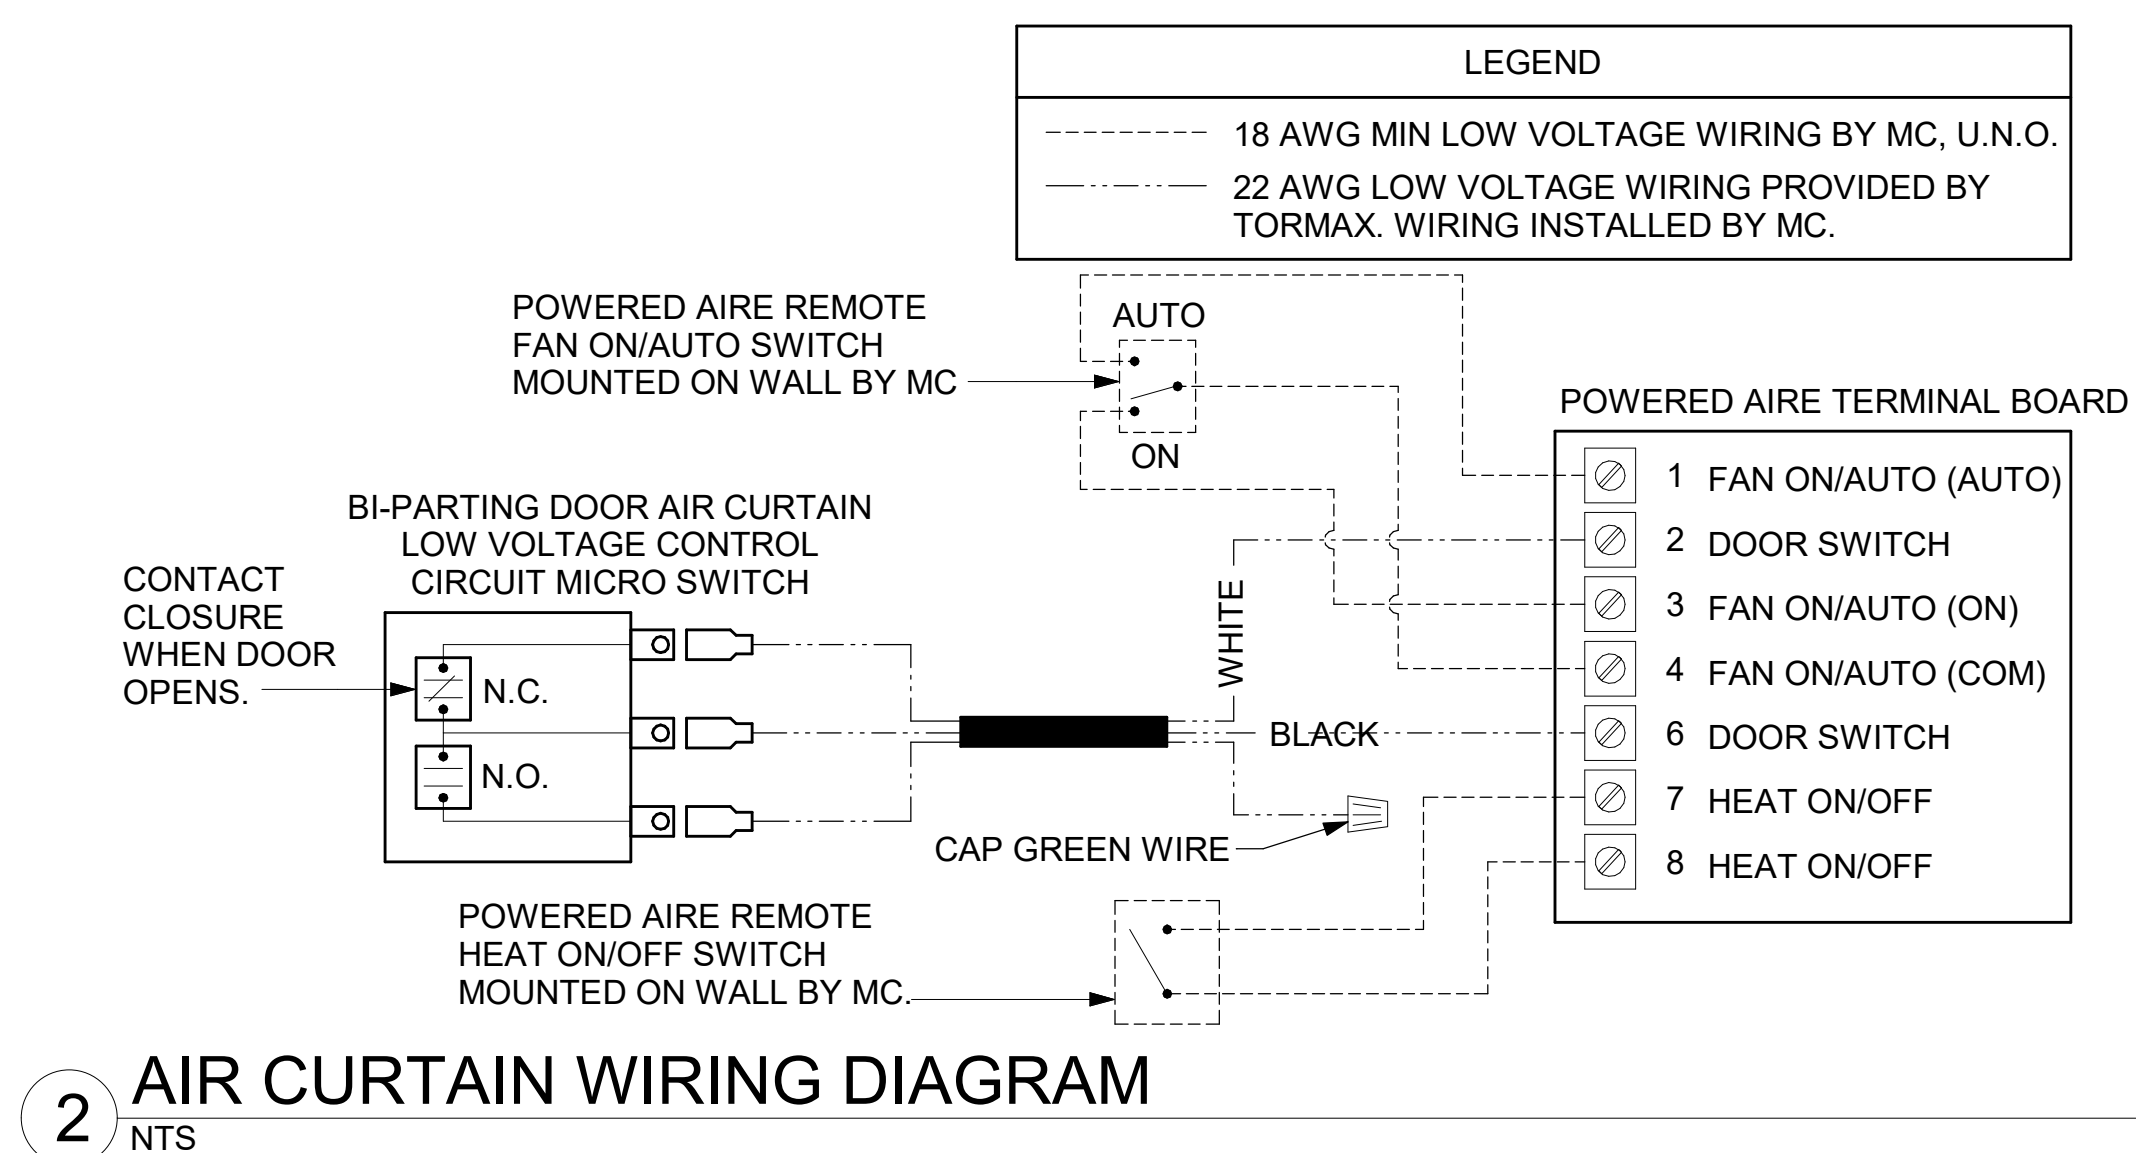 LEGEND
18 AWG MIN LOW VOLTAGE WIRING BY MC, U.N.O.
22 AWG LOW VOLTAGE WIRING PROVIDED BY
TORMAX. WIRING INSTALLED BY MC.
POWERED AIRE REMOTE
FAN ON/AUTO SWITCH
MOUNTED ON WALL BY MC
AUTO
ON
POWERED AIRE TERMINAL BOARD
1 FAN ON/AUTO (AUTO)
2 DOOR SWITCH
3 FAN ON/AUTO (ON)
4 FAN ON/AUTO (COM)
6 DOOR SWITCH
7 HEAT ON/OFF
8 HEAT ON/OFF
BI-PARTING DOOR AIR CURTAIN
LOW VOLTAGE CONTROL
CIRCUIT MICRO SWITCH
CONTACT
CLOSURE
WHEN DOOR
OPENS.
N.C.
N.O.
WHITE
BLACK
CAP GREEN WIRE
POWERED AIRE REMOTE
HEAT ON/OFF SWITCH
MOUNTED ON WALL BY MC.
2 AIR CURTAIN WIRING DIAGRAM
NTS